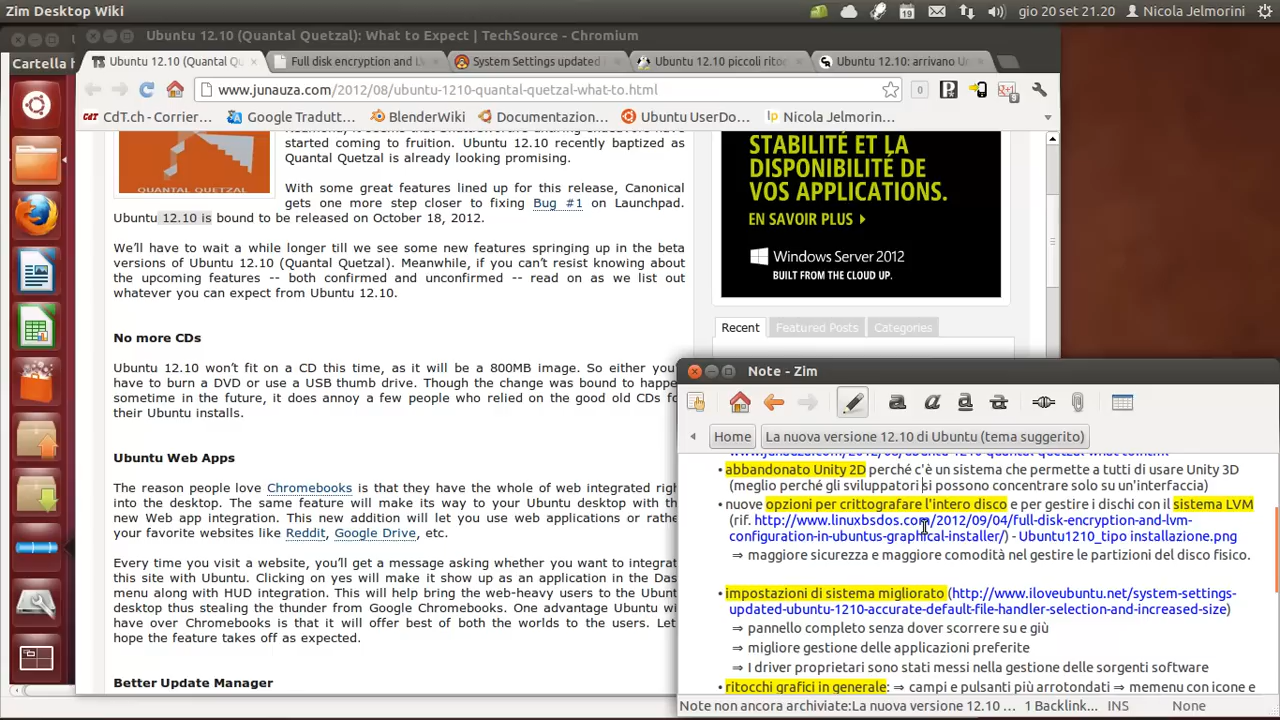 Zim Desktop Wiki
19
gio 20 set 21.20
Nicola Jelmorini
Cartella
Ubuntu 12.10 (Quantal Quetzal): What to Expect | TechSource - Chromium
Ubuntu 12.10 (Quantal Q
Full disk encryption and L
System Settings updated
Ubuntu 12.10 piccoli ritoc
Ubuntu 12.10: arrivano U
www.junauza.com/2012/08/ubuntu-1210-quantal-quetzal-what-to.html
0
9
CdT.ch - Corrier...
Google Tradutt...
BlenderWiki
Documentazion...
Ubuntu UserDo...
Nicola Jelmorin...
started coming to fruition. Ubuntu 12.10 recently baptized as
Quantal Quetzal is already looking promising.
QUANTAL QUETZAL
With some great features lined up for this release, Canonical
gets one more step closer to fixing Bug #1 on Launchpad.
Ubuntu 12.10 is bound to be released on October 18, 2012.
We'll have to wait a while longer till we see some new features springing up in the beta
versions of Ubuntu 12.10 (Quantal Quetzal). Meanwhile, if you can't resist knowing about
the upcoming features -- both confirmed and unconfirmed -- read on as we list out
whatever you can expect from Ubuntu 12.10.
No more CDs
Ubuntu 12.10 won't fit on a CD this time, as it will be a 800MB image. So either you'
have to burn a DVD or use a USB thumb drive. Though the change was bound to happe
sometime in the future, it does annoy a few people who relied on the good old CDs fo
their Ubuntu installs.
Ubuntu Web Apps
The reason people love Chromebooks is that they have the whole of web integrated righ
into the desktop. The same feature will make its way to your Ubuntu desktop with th
new Web app integration. This new addition will let you use web applications or rathe
your favorite websites like Reddit, Google Drive, etc.
Every time you visit a website, you'll get a message asking whether you want to integrat
this site with Ubuntu. Clicking on yes will make it show up as an application in the Das
menu along with HUD integration. This will help bring the web-heavy users to the Ubunt
desktop thus stealing the thunder from Google Chromebooks. One advantage Ubuntu wi
have over Chromebooks is that it will offer best of both the worlds to the users. Let'
hope the feature takes off as expected.
Better Update Manager
STABILITÉ ET LA
DISPONIBILITÉ DE
VOS APPLICATIONS.
EN SAVOIR PLUS
Windows Server 2012
BUILT FROM THE CLOUD UP.
Recent
Featured Posts
Categories
Note - Zim
Home
La nuova versione 12.10 di Ubuntu (tema suggerito)
www.junauza.com/2012/08/ubuntu-1210-quantal-quetzal-what-to.html
• abbandonato Unity 2D perché c'è un sistema che permette a tutti di usare Unity 3D
(meglio perché gli sviluppatori si possono concentrare solo su un'interfaccia)
• nuove opzioni per crittografare l'intero disco e per gestire i dischi con il sistema LVM
(rif. http://www.linuxbsdos.com/2012/09/04/full-disk-encryption-and-lvm-
configuration-in-ubuntus-graphical-installer/) - Ubuntu1210_tipo installazione.png
⇒ maggiore sicurezza e maggiore comodità nel gestire le partizioni del disco fisico.
• impostazioni di sistema migliorato (http://www.iloveubuntu.net/system-settings-
updated-ubuntu-1210-accurate-default-file-handler-selection-and-increased-size)
⇒ pannello completo senza dover scorrere su e giù
⇒ migliore gestione delle applicazioni preferite
⇒ I driver proprietari sono stati messi nella gestione delle sorgenti software
• ritocchi grafici in generale: ⇒ campi e pulsanti più arrotondati ⇒ memenu con icone e
Note non ancora archiviate:La nuova versione 12.10 ...
1 Backlink...
INS
None